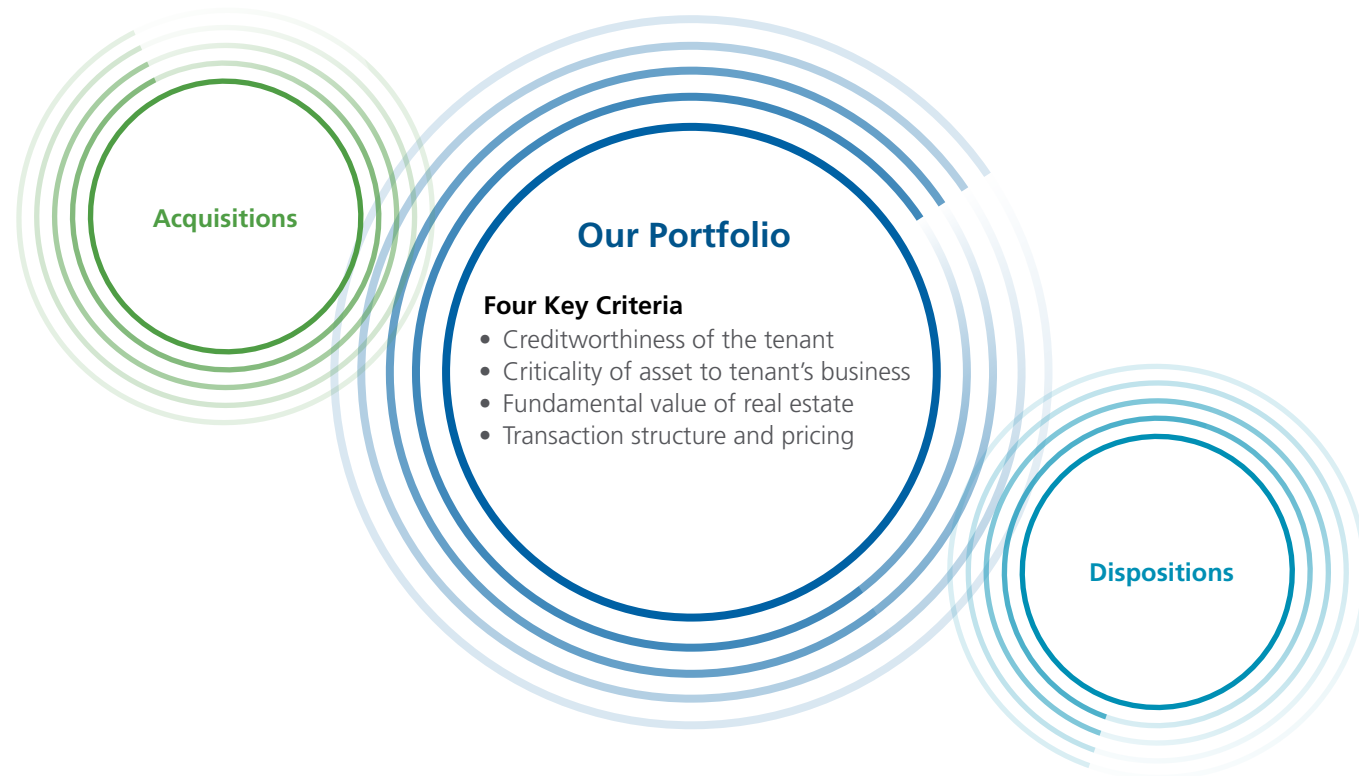 Acquisitions
Our Portfolio
Four Key Criteria
• Creditworthiness of the tenant
• Criticality of asset to tenant’s business
• Fundamental value of real estate
• Transaction structure and pricing
Dispositions